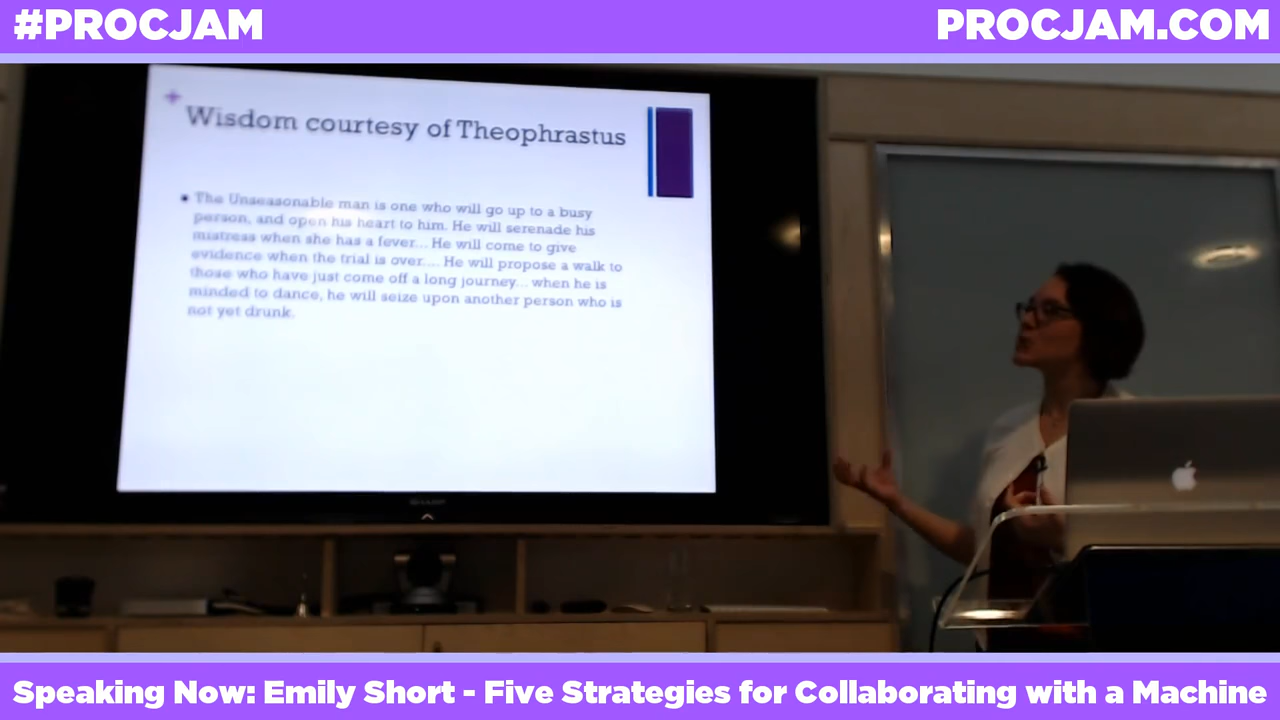 #PROCJAM
PROCJAM.COM
Wisdom courtesy of Theophrastus
The Unseasonable man is one who will go up to a busy
person, and open his heart to him. He will serenade his
mistress when she has a fever... He will come to give
evidence when the trial is over.... He will propose a walk to
those who have just come off a long journey... when he is
minded to dance, he will seize upon another person who is
not yet drunk.
SHARP
Speaking Now: Emily Short - Five Strategies for Collaborating with a Machine